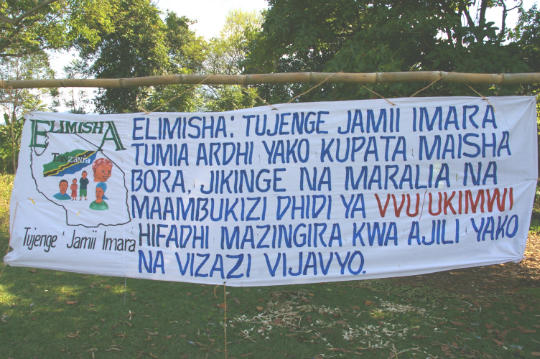 ELIMISHA
Tujenge ' Jamii Imara
ELIMISHA: TUJENGE JAMII IMARA
TUMIA ARDHI YAKO KUPATA MAISHA
BORA, JIKINGE NA MARALIA NA
MAAMBUKIZI DHIDI YA VVU UKIMWI
HIFADHI MAZINGIRA KWA AJILI YAKO
NA VIZAZI VIJAVYO.